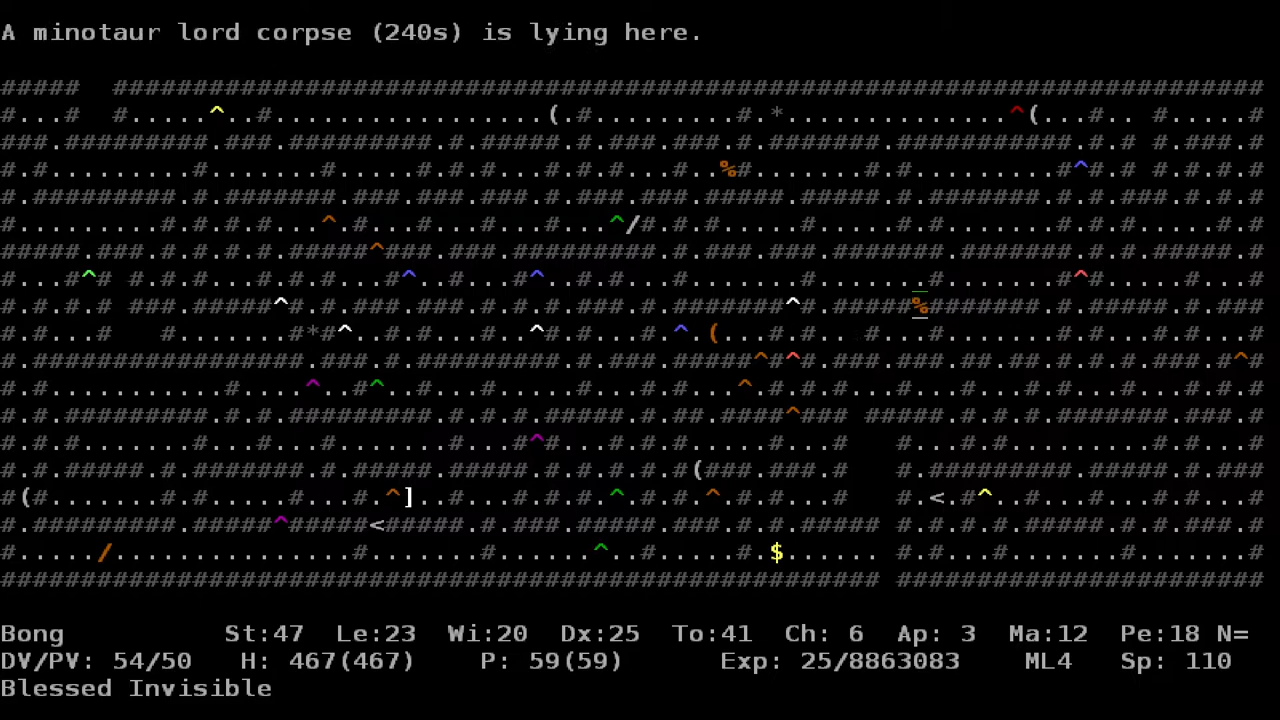 A minotaur lord corpse (240s) is lying here.
Bong St:47 Le:23 Wi:20 Dx:25 To:41 Ch: 6 Ap: 3 Ma:12 Pe:18 N=
DV/PV: 54/50 H: 467(467) P: 59(59) Exp: 25/8863083 ML4 Sp: 110
Blessed Invisible